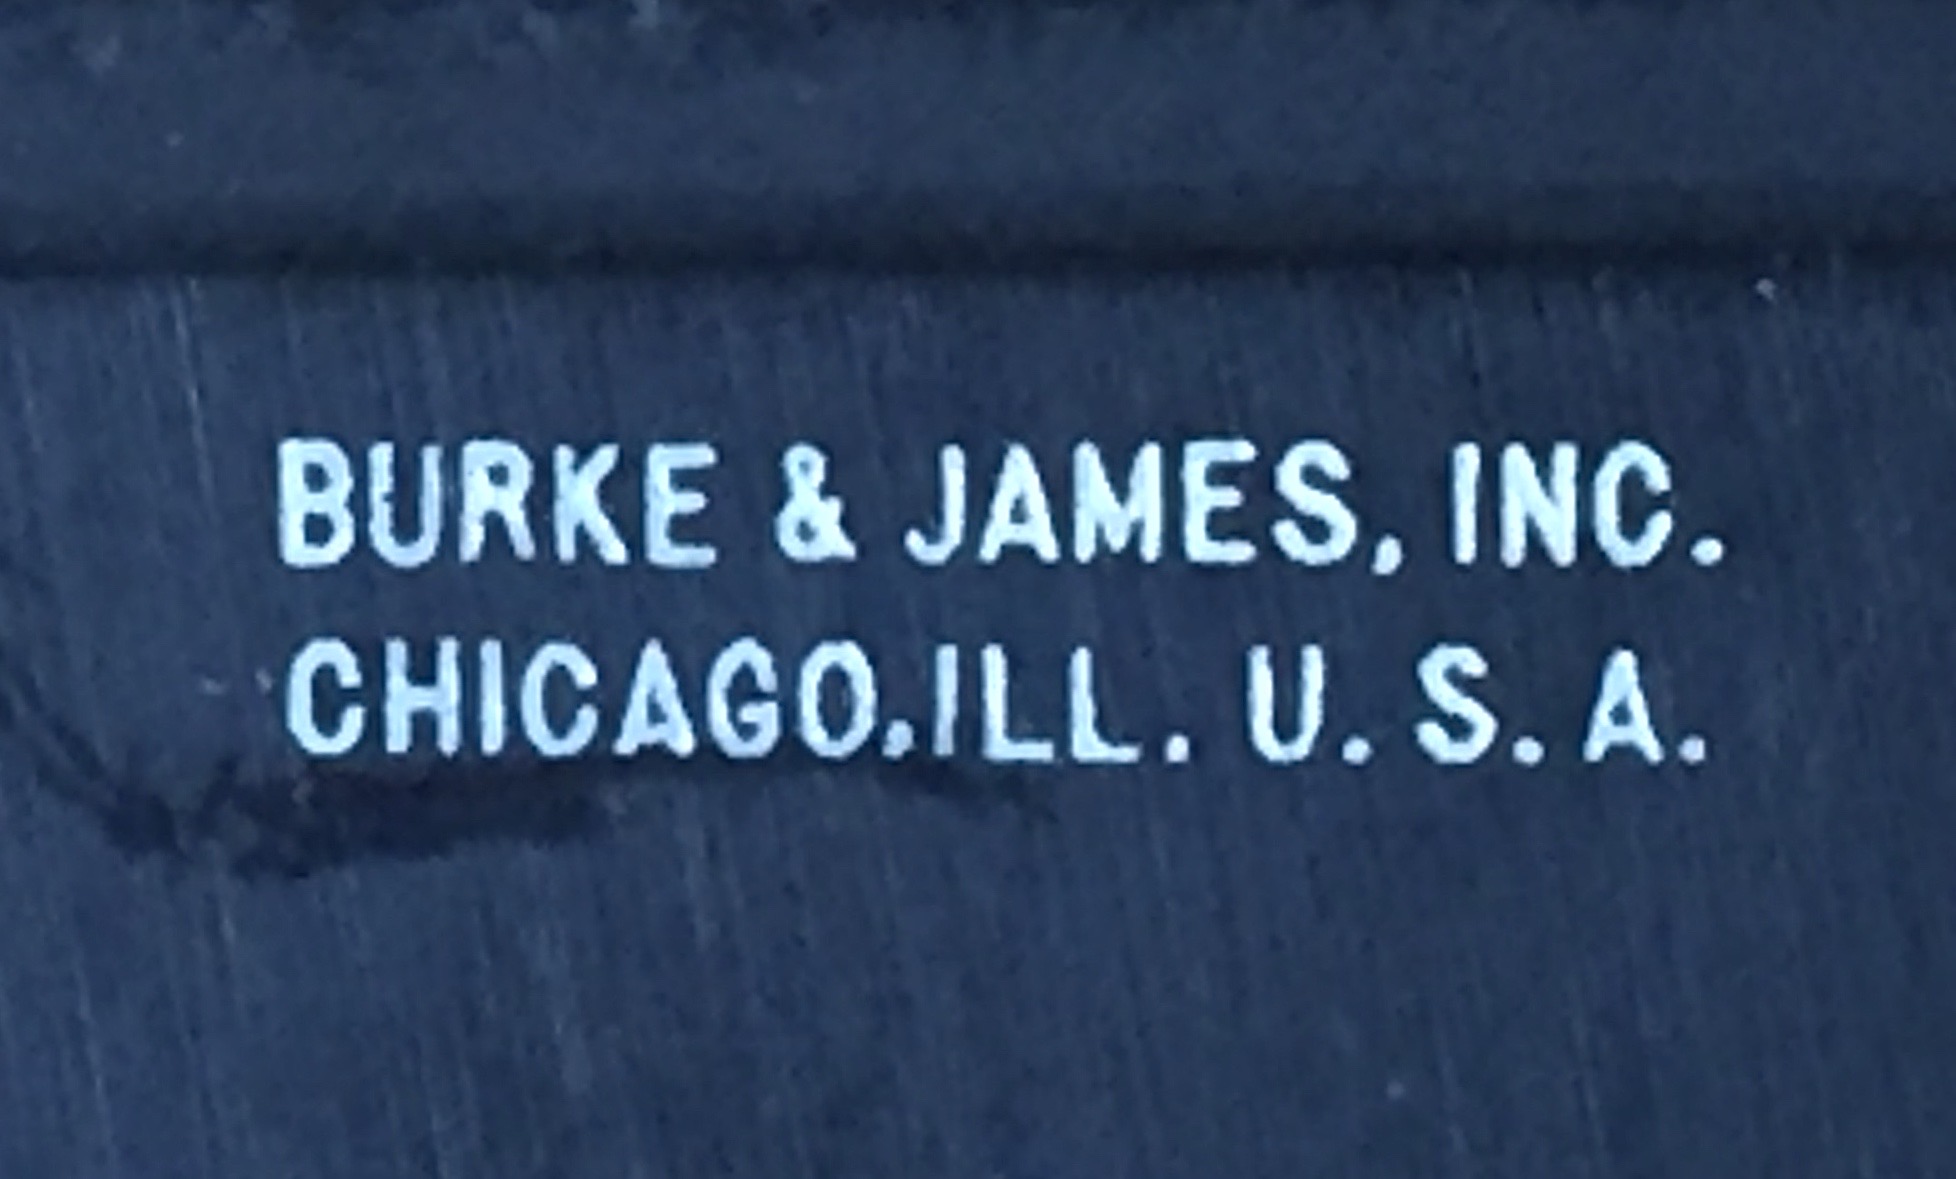 BURKE & JAMES, INC.
CHICAGO, ILL. U. S. A.